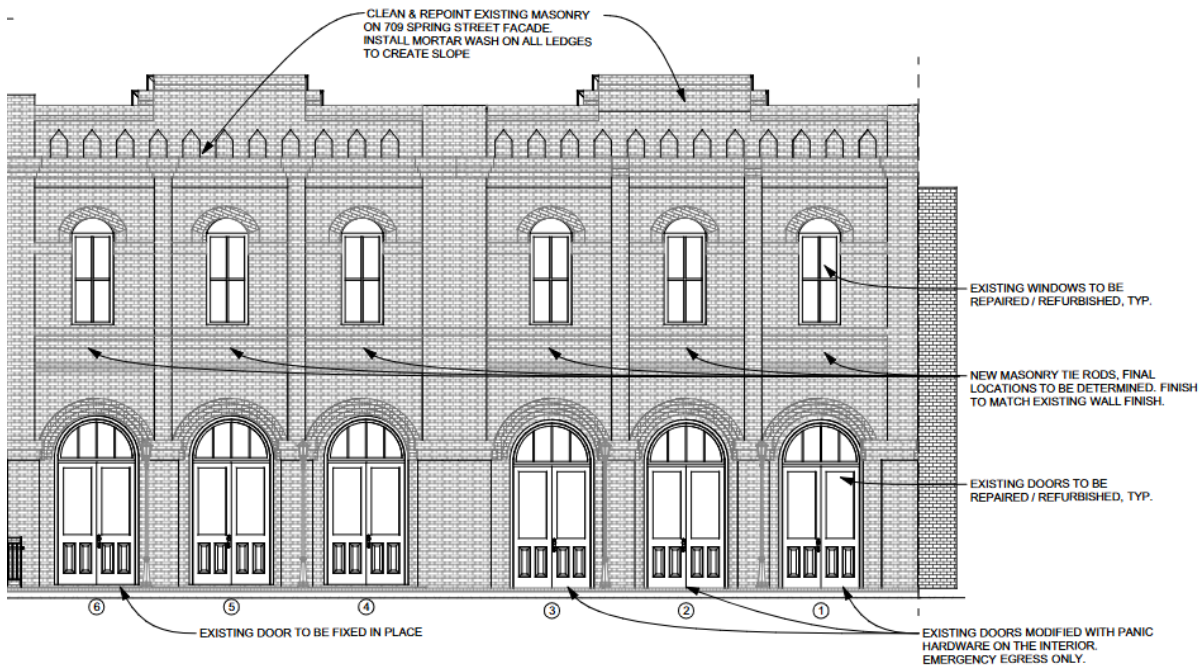 CLEAN & REPOINT EXISTING MASONRY
ON 709 SPRING STREET FACADE.
INSTALL MORTAR WASH ON ALL LEDGES
TO CREATE SLOPE
EXISTING WINDOWS TO BE
REPAIRED / REFURBISHED, TYP.
NEW MASONRY TIE RODS, FINAL
LOCATIONS TO BE DETERMINED. FINISH
TO MATCH EXISTING WALL FINISH.
EXISTING DOORS TO BE
REPAIRED / REFURBISHED, TYP.
6 5 4 3 2 1
EXISTING DOOR TO BE FIXED IN PLACE
EXISTING DOORS MODIFIED WITH PANIC
HARDWARE ON THE INTERIOR.
EMERGENCY EGRESS ONLY.